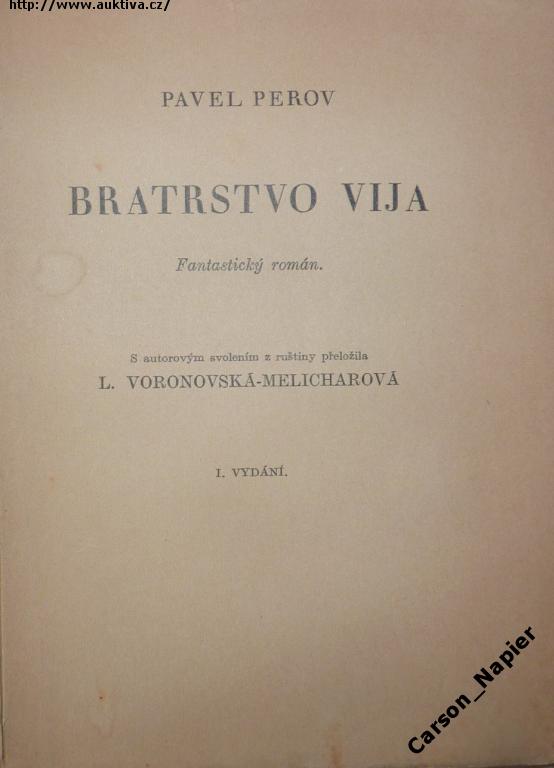 http://www.auktiva.cz/
PAVEL PEROV
BRATRSTVO VIJA
Fantastický román.
S autorovým svolením z ruštiny přeložila
L. VORONOVSKÁ-MELICHAROVÁ
I. VYDÁNÍ.
Carson_Napier